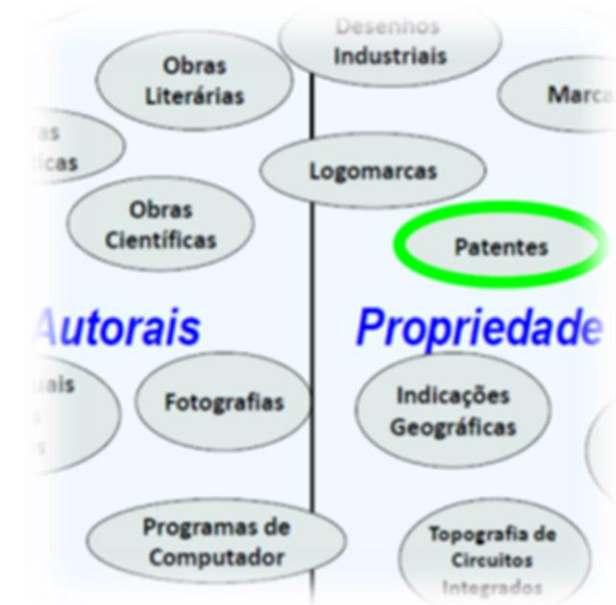 Desenhos
Industriais
Obras
Literárias
Marca
Logomarcas
Obras
Científicas
Patentes
Autorais
Propriedade
Fotografias
Indicações
Geográficas
Programas de
Computador
Topografia de
Circuitos
Integrados